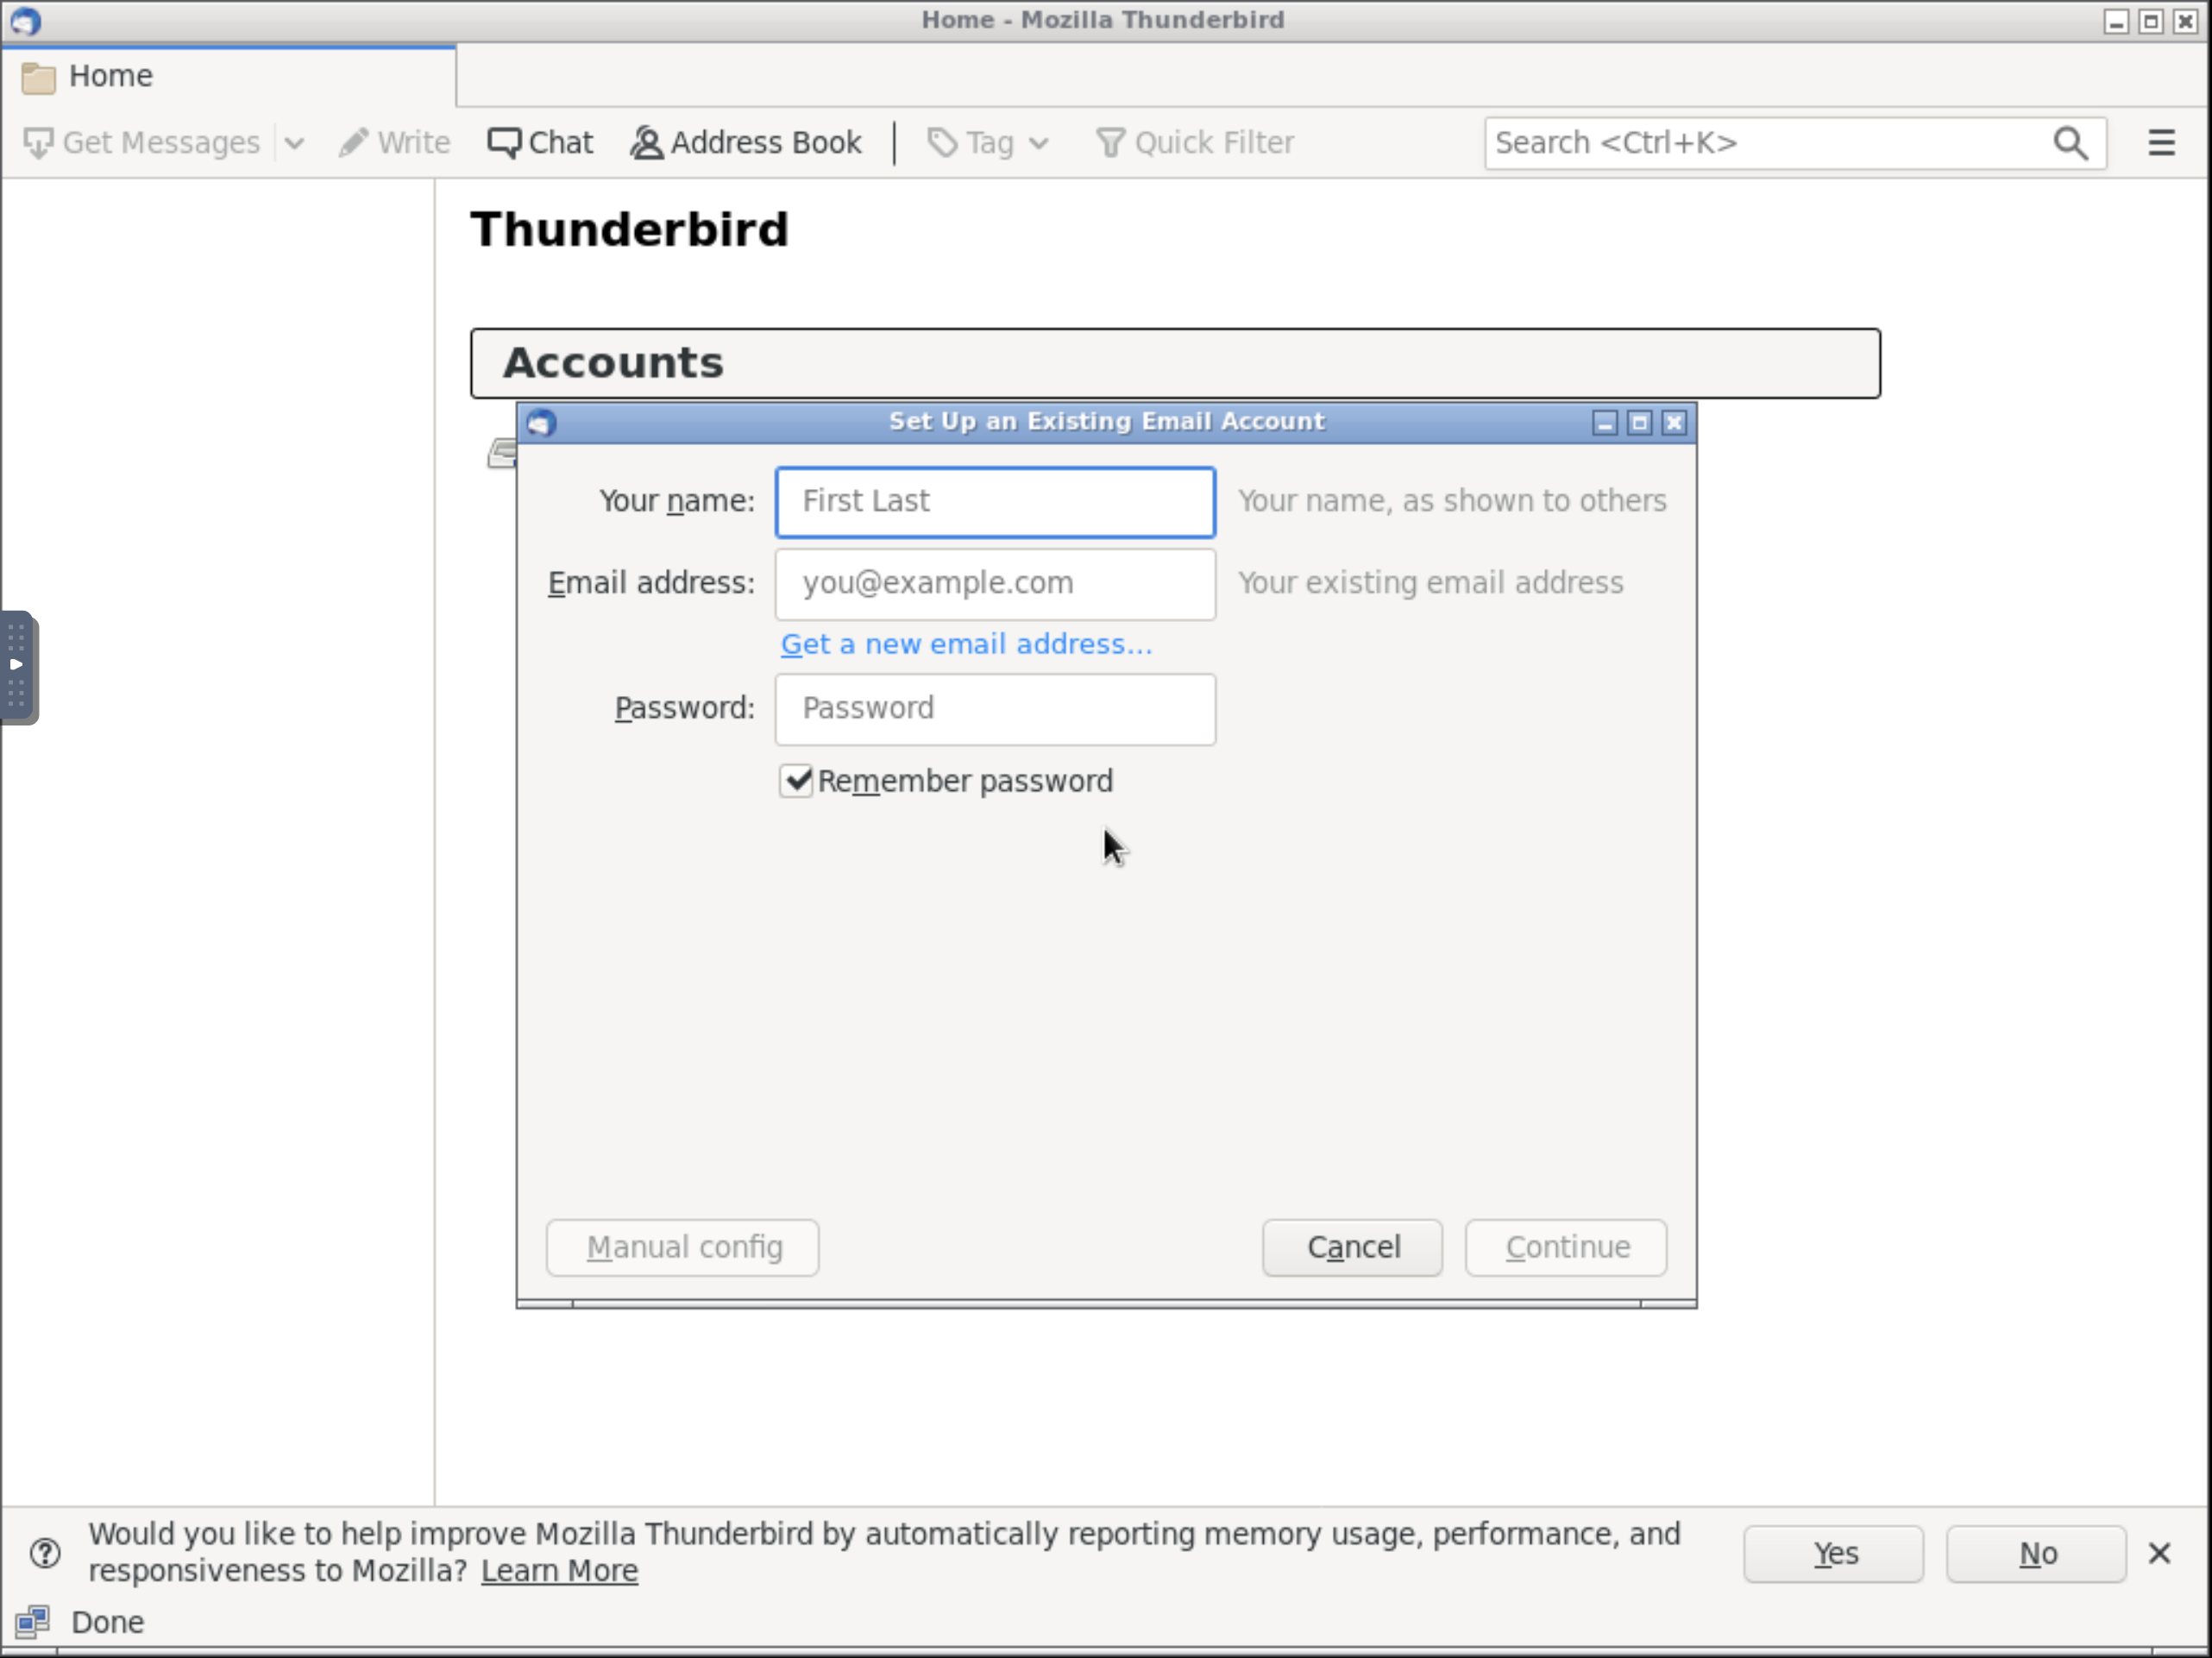 Home - Mozilla Thunderbird
Home
Get Messages Write Chat Address Book Tag Quick Filter Search <Ctrl+K>
Thunderbird
Accounts
Set Up an Existing Email Account
Your name: First Last Your name, as shown to others
Email address: you@example.com Your existing email address
Get a new email address...
Password: Password
Remember password
Manual config Cancel Continue
Would you like to help improve Mozilla Thunderbird by automatically reporting memory usage, performance, and
responsiveness to Mozilla? Learn More
Yes No
Done